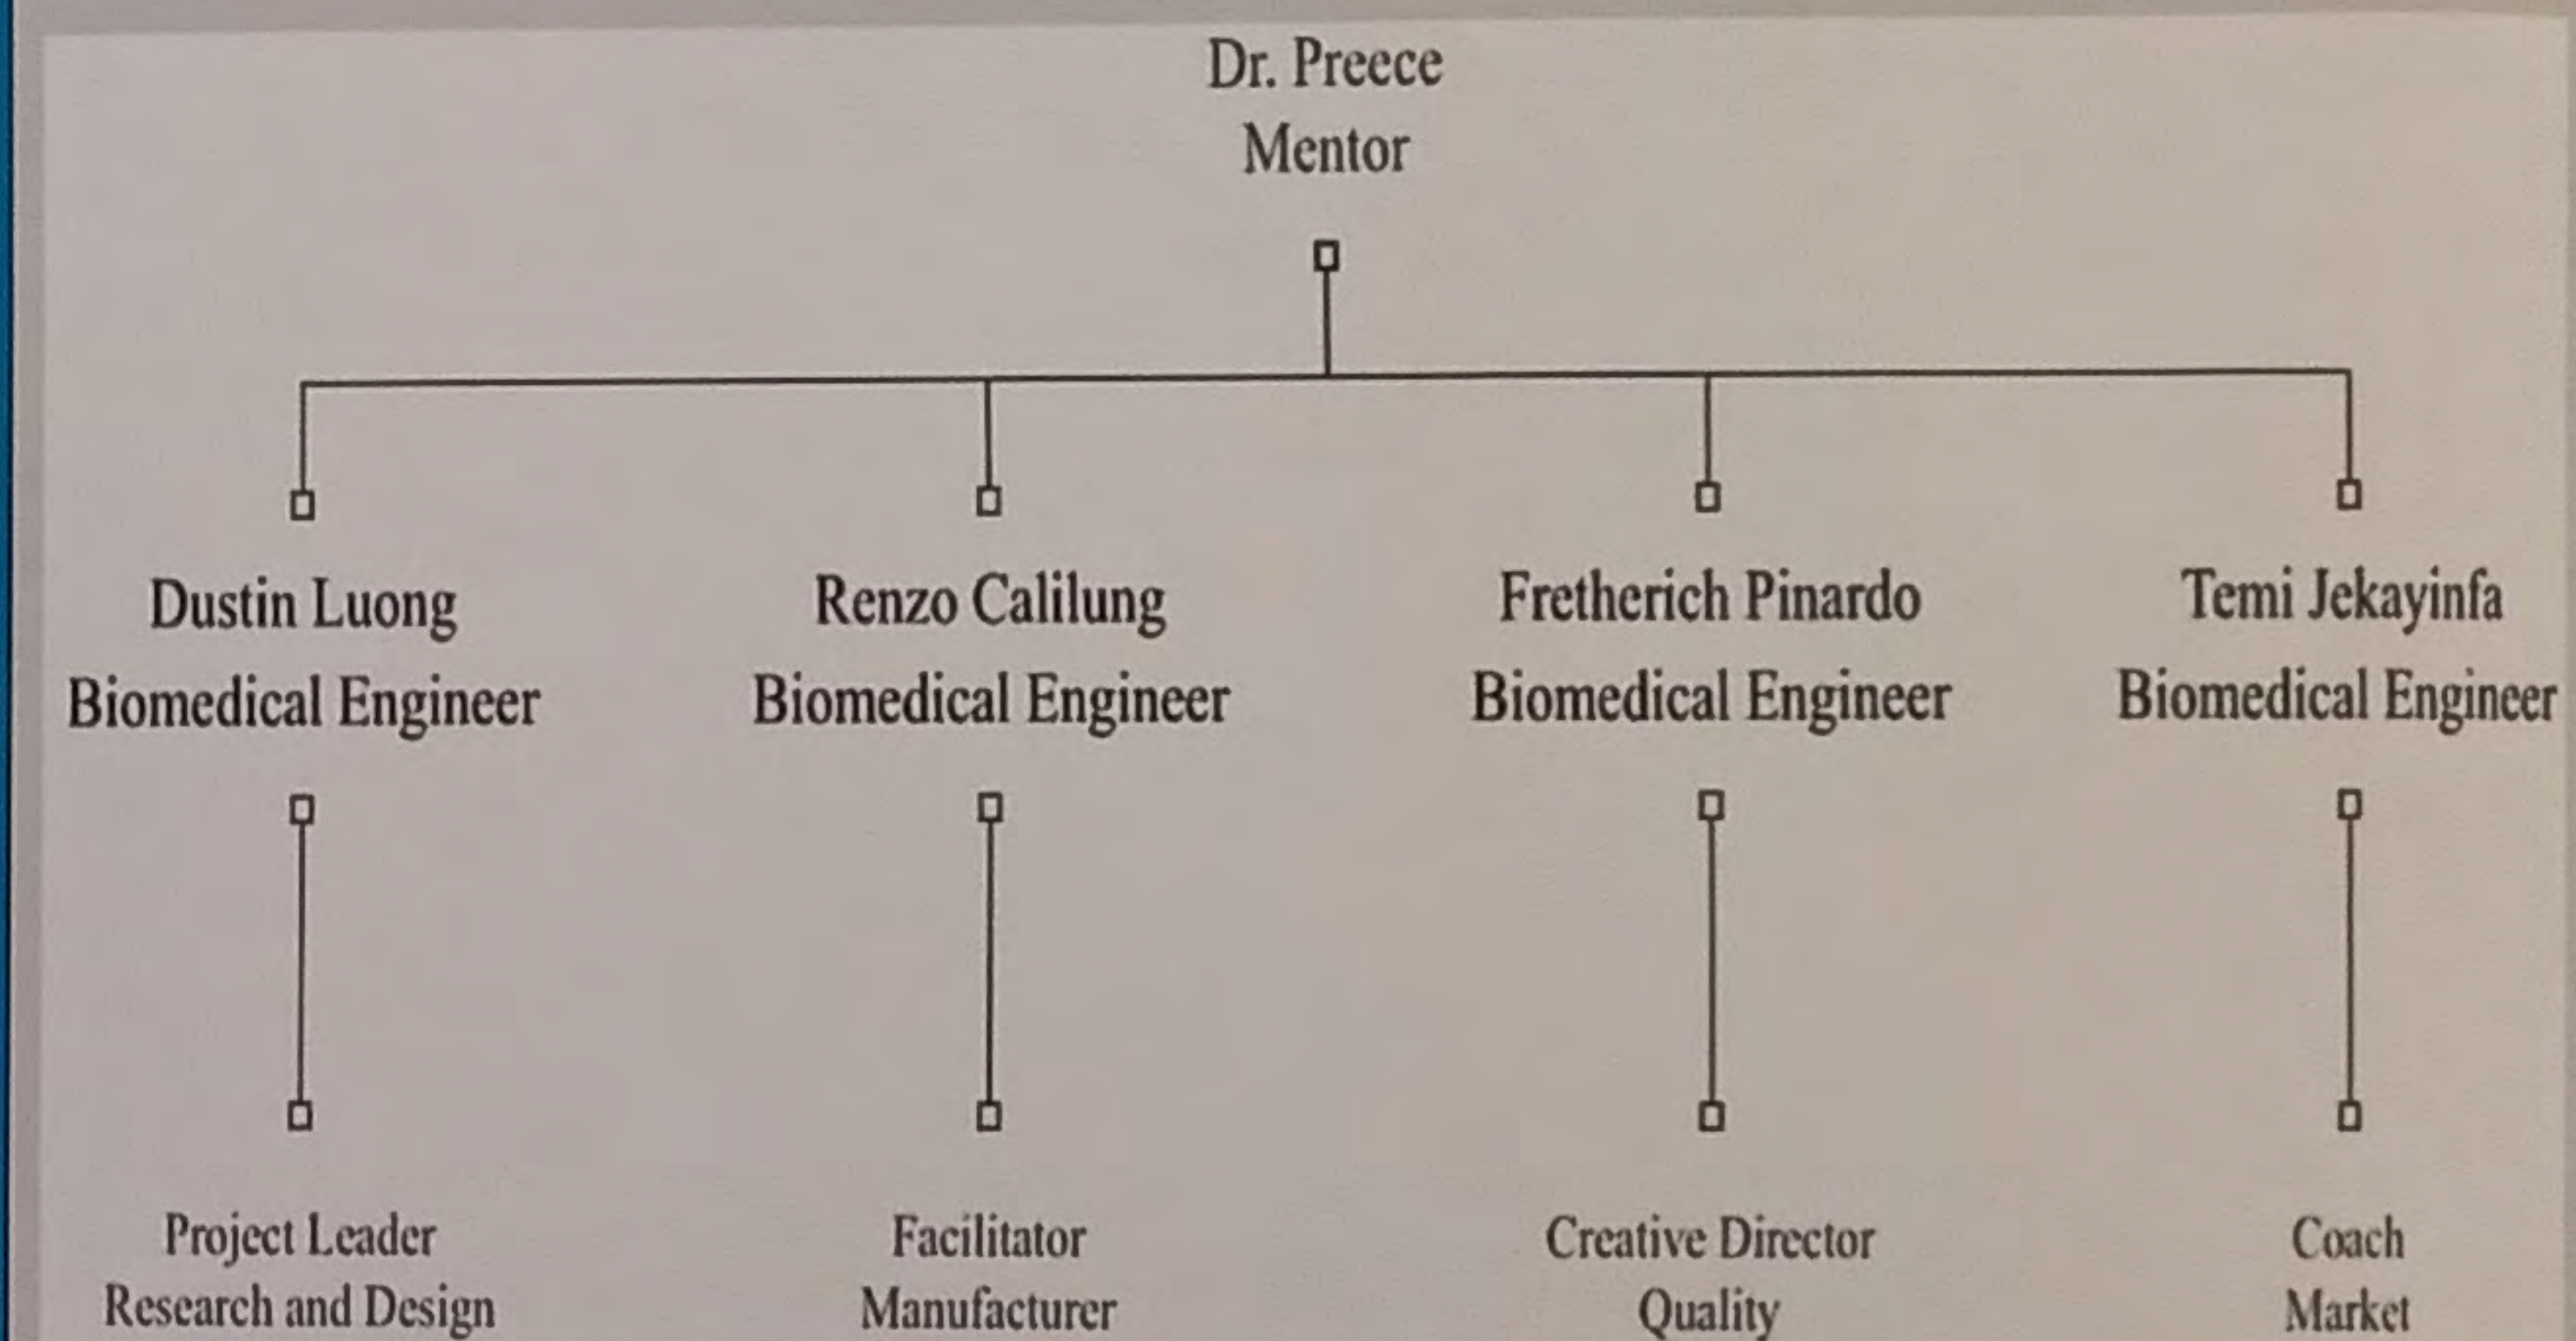 Dr. Preece
Mentor
Dustin Luong
Biomedical Engineer
Renzo Calilung
Biomedical Engineer
Fretherich Pinardo
Biomedical Engineer
Temi Jekayinfa
Biomedical Engineer
Project Leader
Research and Design
Facilitator
Manufacturer
Creative Director
Quality
Coach
Market